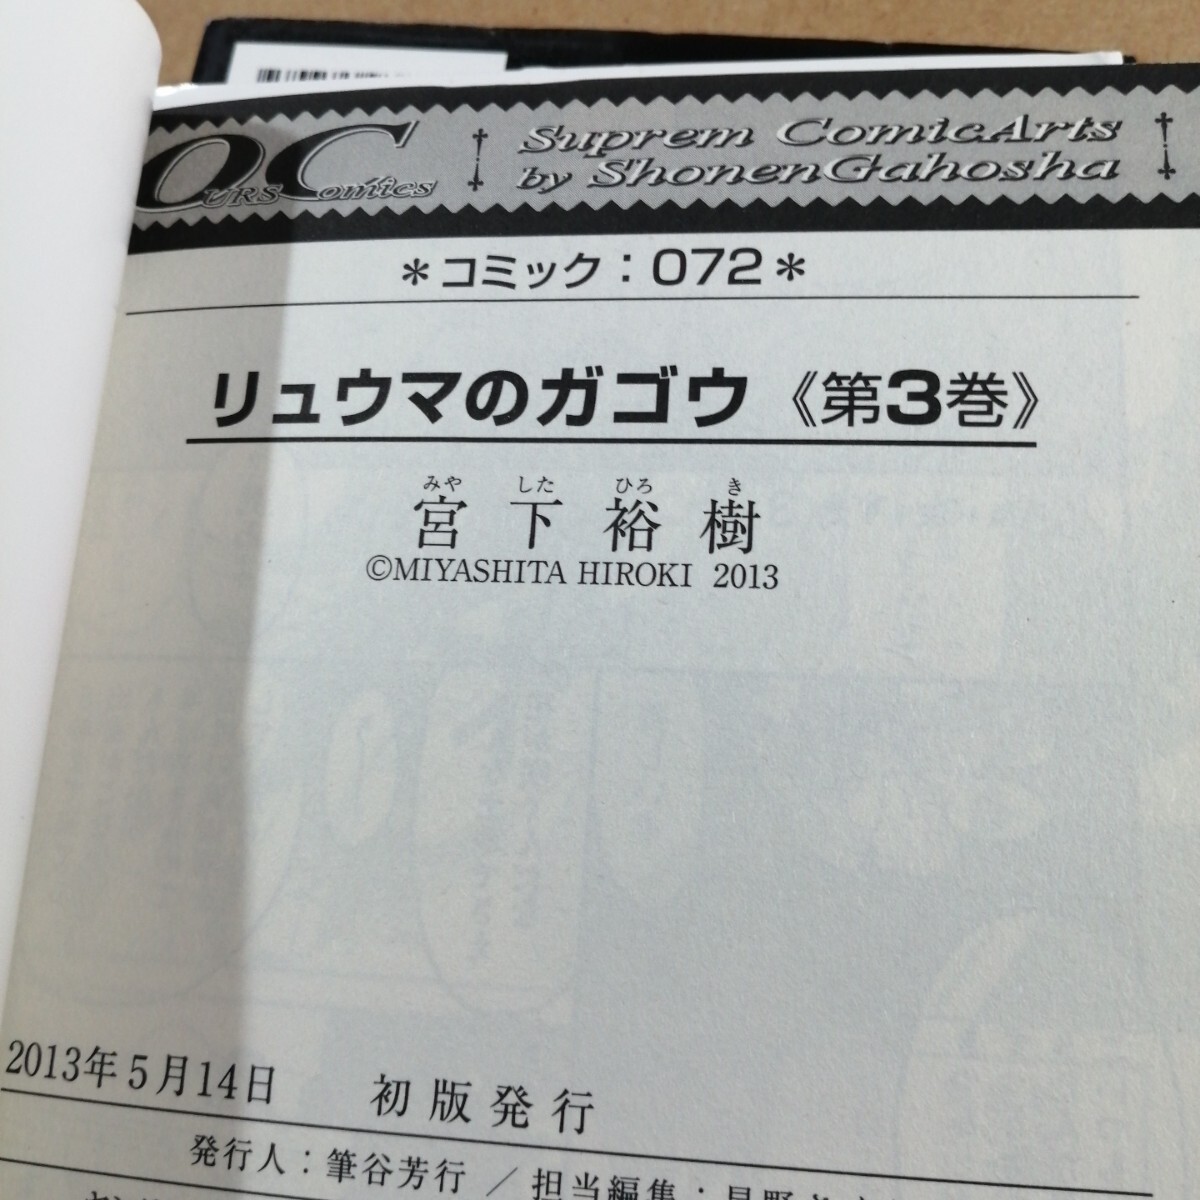 OURS COMICS
Suprem ComicArts
by ShonenGahosha
＊コミック：072＊
リュウマのガゴウ《第3巻》
みや した ひろ き
宮下裕樹
©MIYASHITA HIROKI 2013
2013年5月14日 初版発行
発行人：筆谷芳行／担当編集：